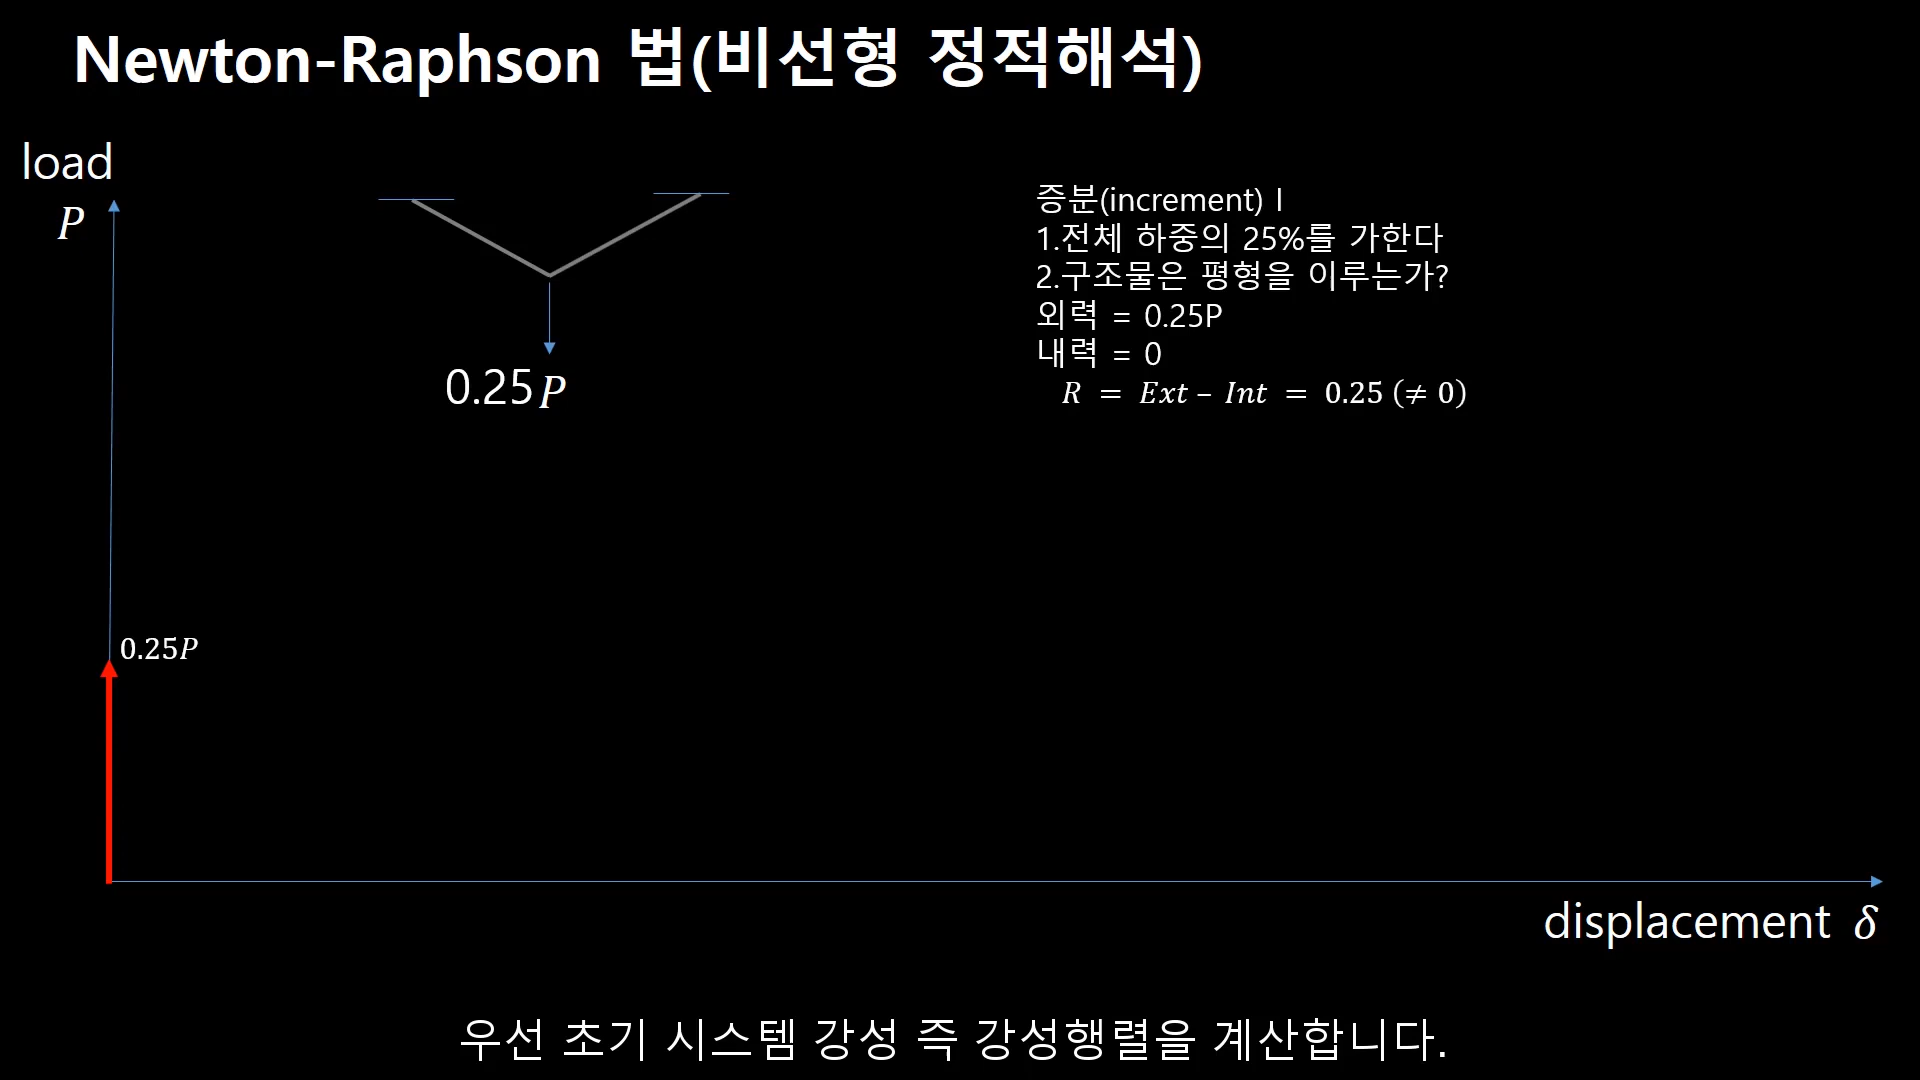 Newton-Raphson 법(비선형 정적해석)
load
P
0.25P
증분(increment) I
1.전체 하중의 25%를 가한다
2.구조물은 평형을 이루는가?
외력 = 0.25P
내력 = 0
R = Ext – Int = 0.25 (≠ 0)
0.25P
displacement δ
우선 초기 시스템 강성 즉 강성행렬을 계산합니다.